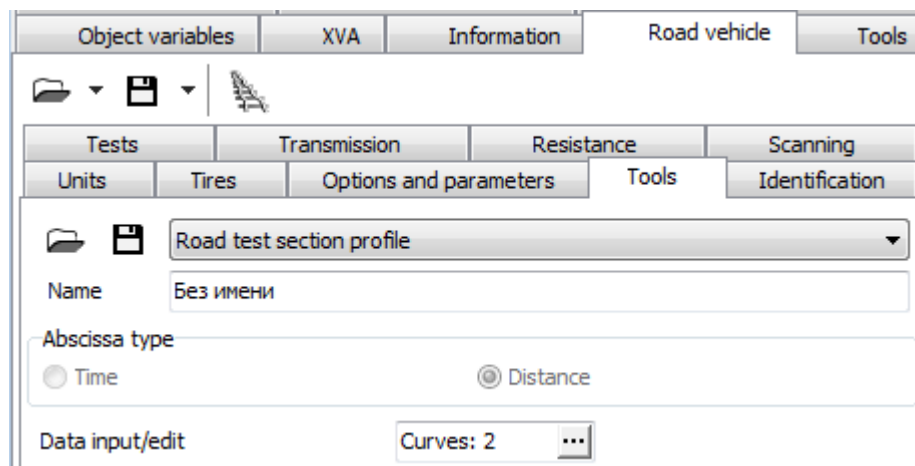 Object variables XVA Information Road vehicle Tools
Tests Transmission Resistance Scanning
Units Tires Options and parameters Tools Identification
Road test section profile
Name Без имени
Abscissa type
Time Distance
Data input/edit Curves: 2 ...